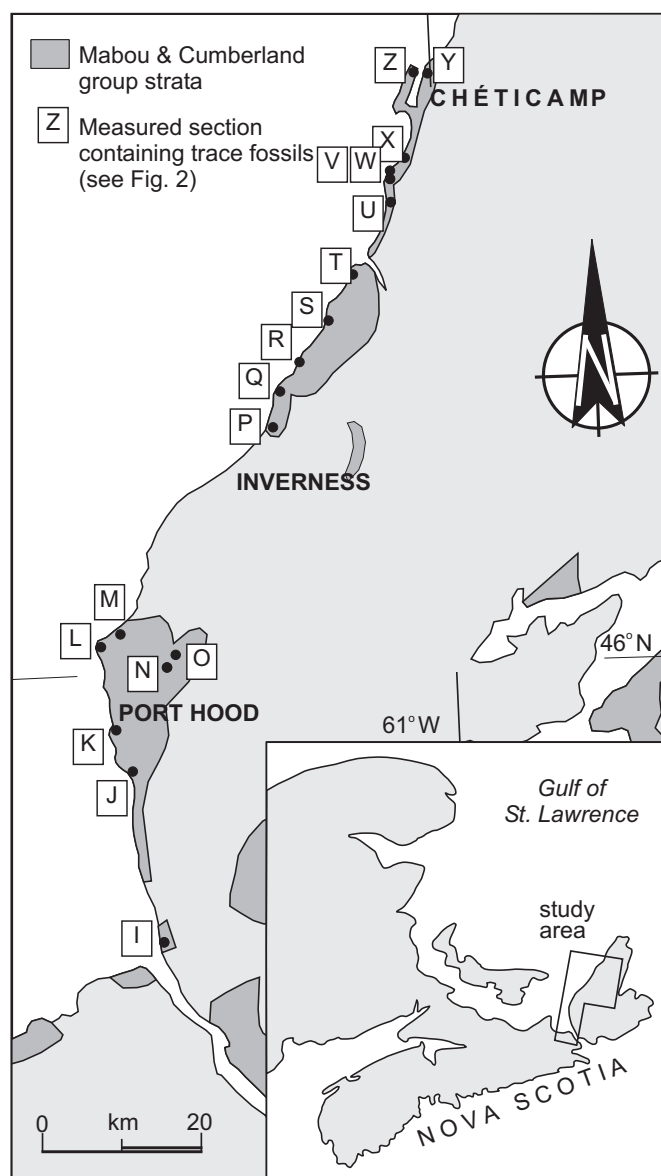 Mabou & Cumberland
group strata
Z
Measured section
containing trace fossils
(see Fig. 2)
Z
Y
CHÉTICAMP
X
V
W
U
T
S
R
Q
P
N
INVERNESS
M
L
O
N
46°N
PORT HOOD
61°W
K
J
I
Gulf of
St. Lawrence
study
area
NOVA SCOTIA
0 km 20